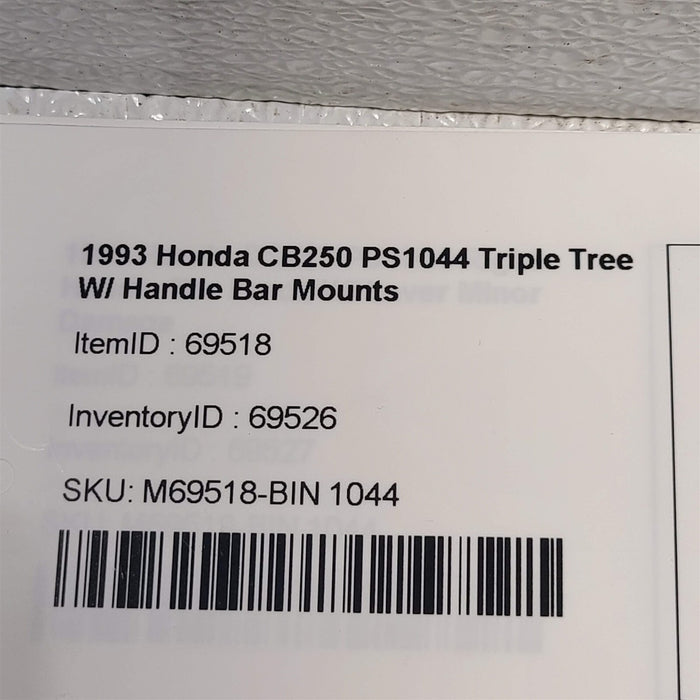 1993 Honda CB250 PS1044 Triple Tree
W/ Handle Bar Mounts
ItemID : 69518
InventoryID : 69526
SKU: M69518-BIN 1044